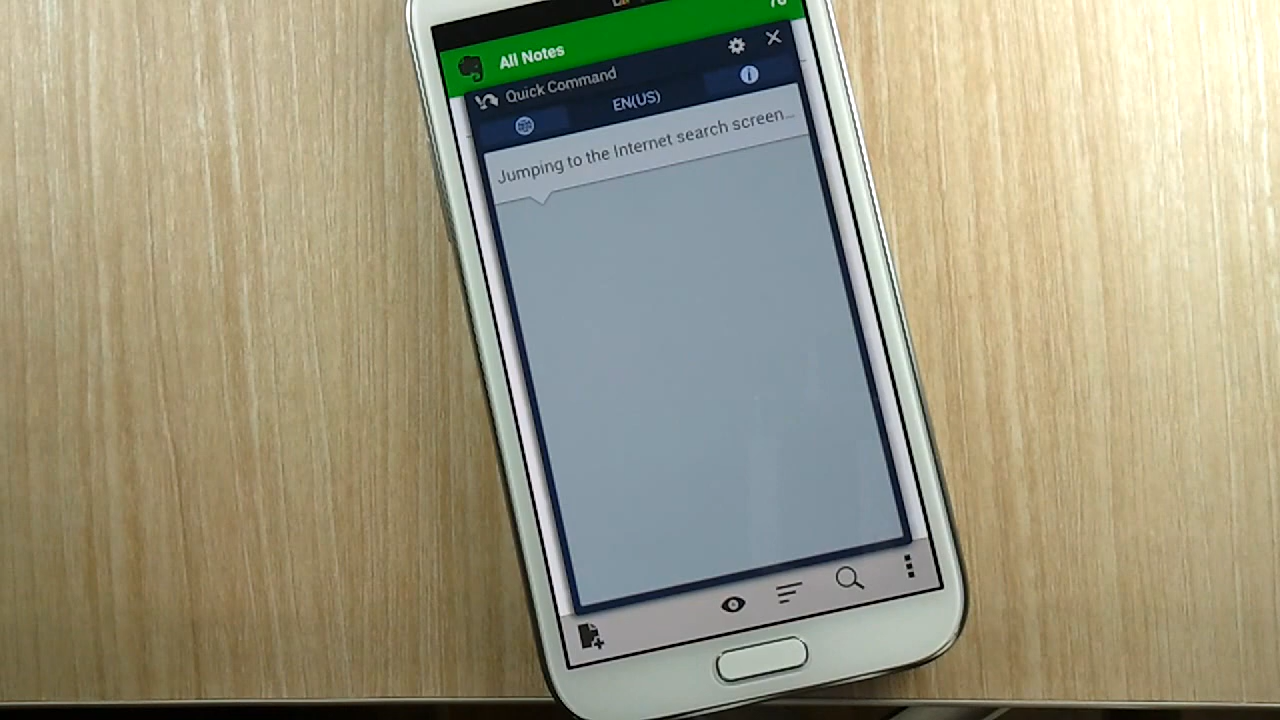 All Notes
Quick Command
EN(US)
Jumping to the Internet search screen...